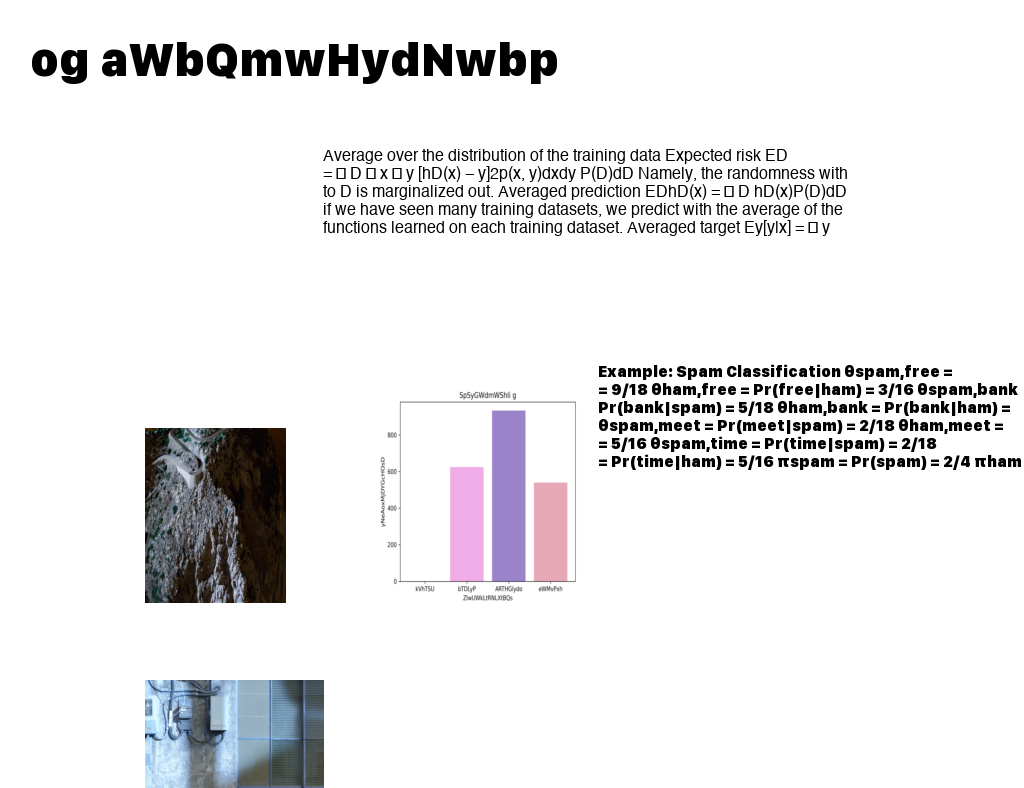 og aWbQmwHydNwbp
Average over the distribution of the training data Expected risk ED
= □ D □ x □ y [hD(x) – y]2p(x, y)dxdy P(D)dD Namely, the randomness with
to D is marginalized out. Averaged prediction EDhD(x) = □ D hD(x)P(D)dD
if we have seen many training datasets, we predict with the average of the
functions learned on each training dataset. Averaged target Ey[y|x] = □ y
Example: Spam Classification θspam,free =
= 9/18 θham,free = Pr(free|ham) = 3/16 θspam,bank
Pr(bank|spam) = 5/18 θham,bank = Pr(bank|ham) =
θspam,meet = Pr(meet|spam) = 2/18 θham,meet =
= 5/16 θspam,time = Pr(time|spam) = 2/18
= Pr(time|ham) = 5/16 πspam = Pr(spam) = 2/4 πham
SpSyGWdmWShli g
800
600
400
200
0
kVhTSU bTDLyP ARTHGlydo eWMvPxh
ZlwUWkLtRNLXtBQs